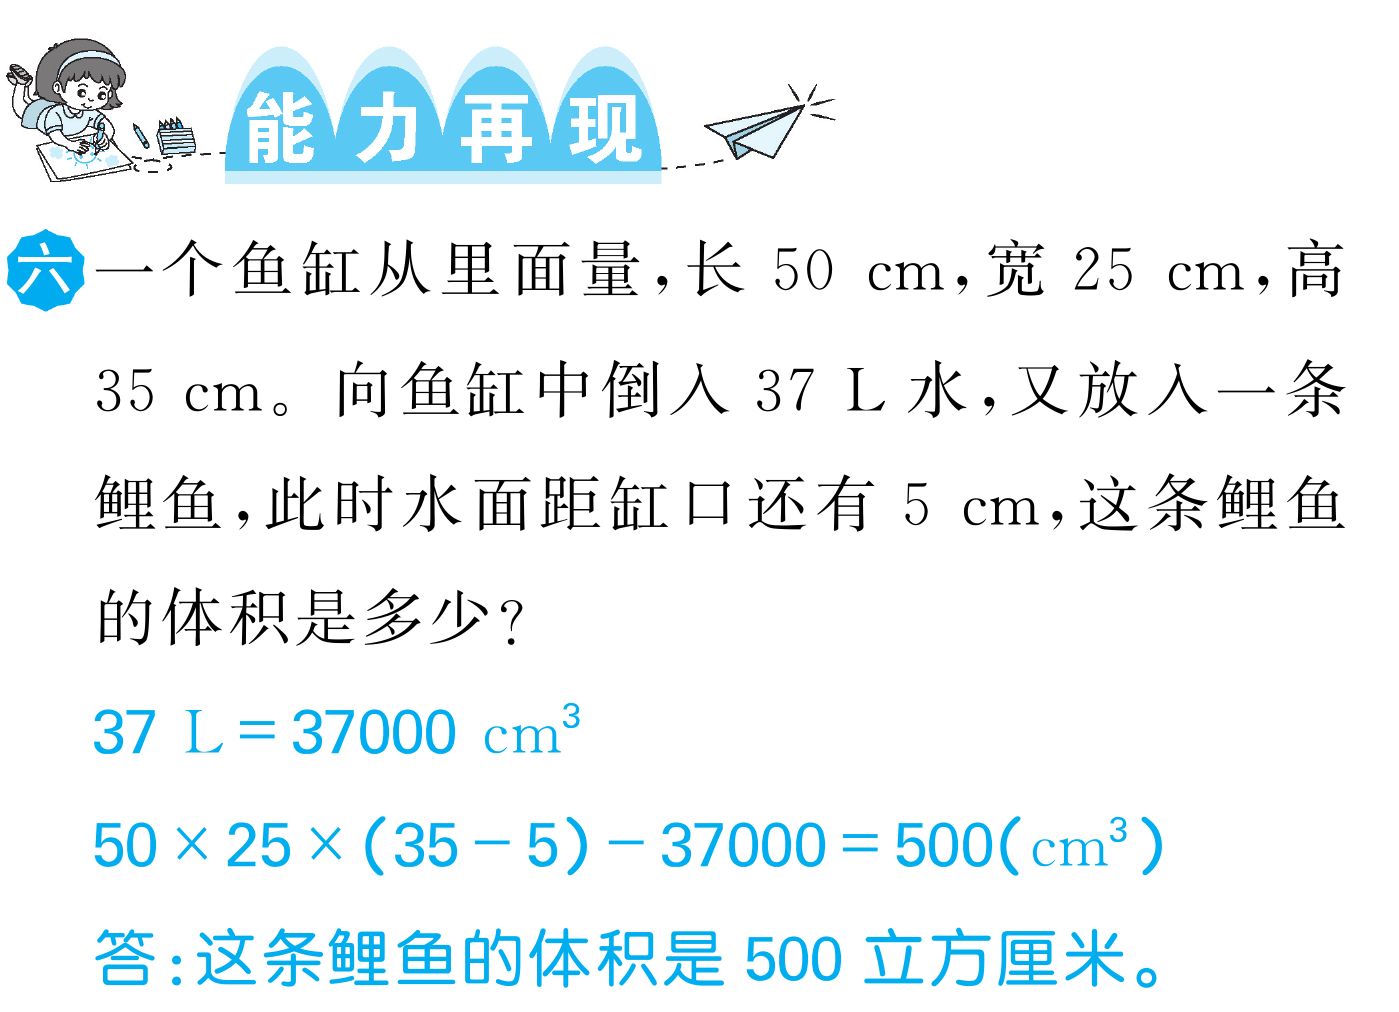 能力再现
六 一个鱼缸从里面量,长 50 cm,宽 25 cm,高
35 cm。向鱼缸中倒入 37 L 水,又放入一条
鲤鱼,此时水面距缸口还有 5 cm,这条鲤鱼
的体积是多少?
37 L=37000 cm³
50×25×(35-5)-37000=500(cm³)
答:这条鲤鱼的体积是 500 立方厘米。